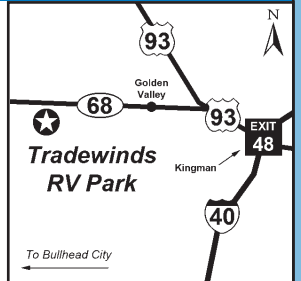 N
93
Golden
Valley
68
93
EXIT
48
Kingman
Tradewinds
RV Park
40
To Bullhead City